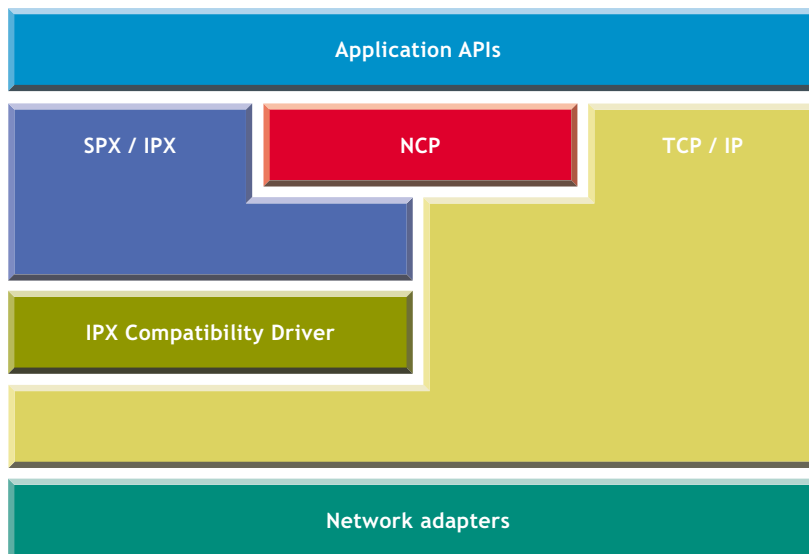 Application APIs
SPX / IPX
NCP
TCP / IP
IPX Compatibility Driver
Network adapters